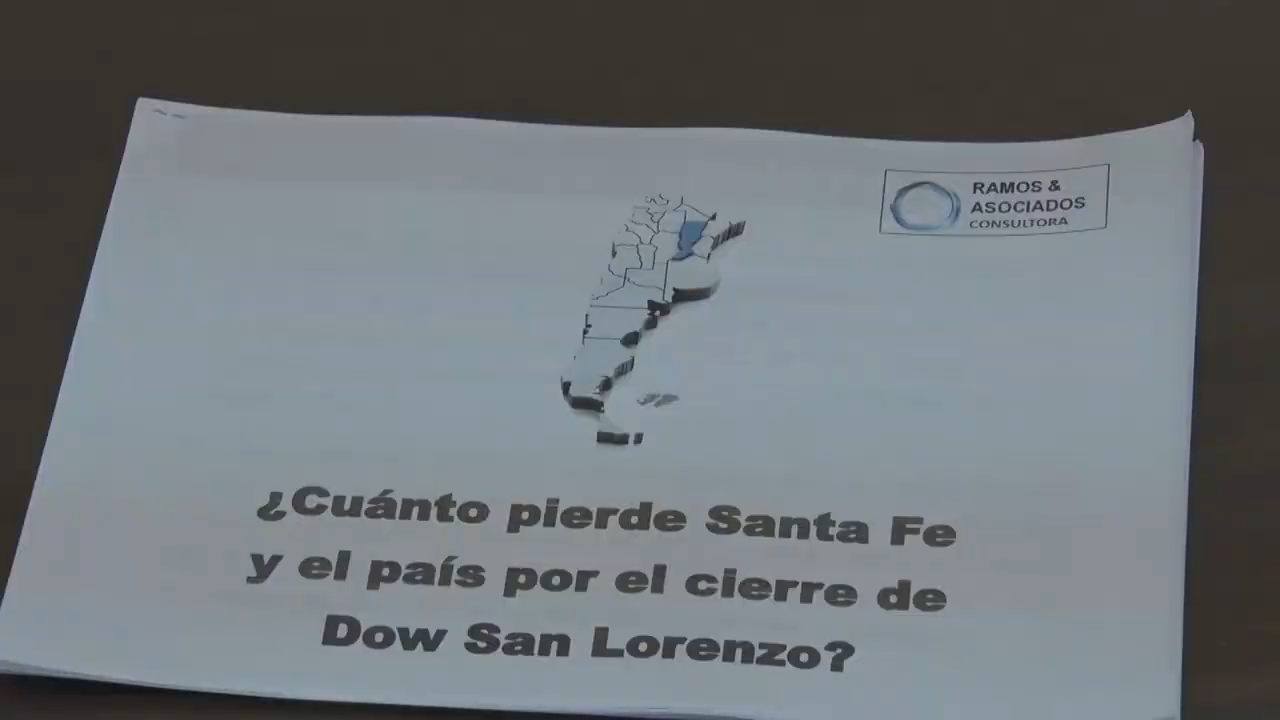 RAMOS &
ASOCIADOS
CONSULTORA
¿Cuánto pierde Santa Fe
y el país por el cierre de
Dow San Lorenzo?